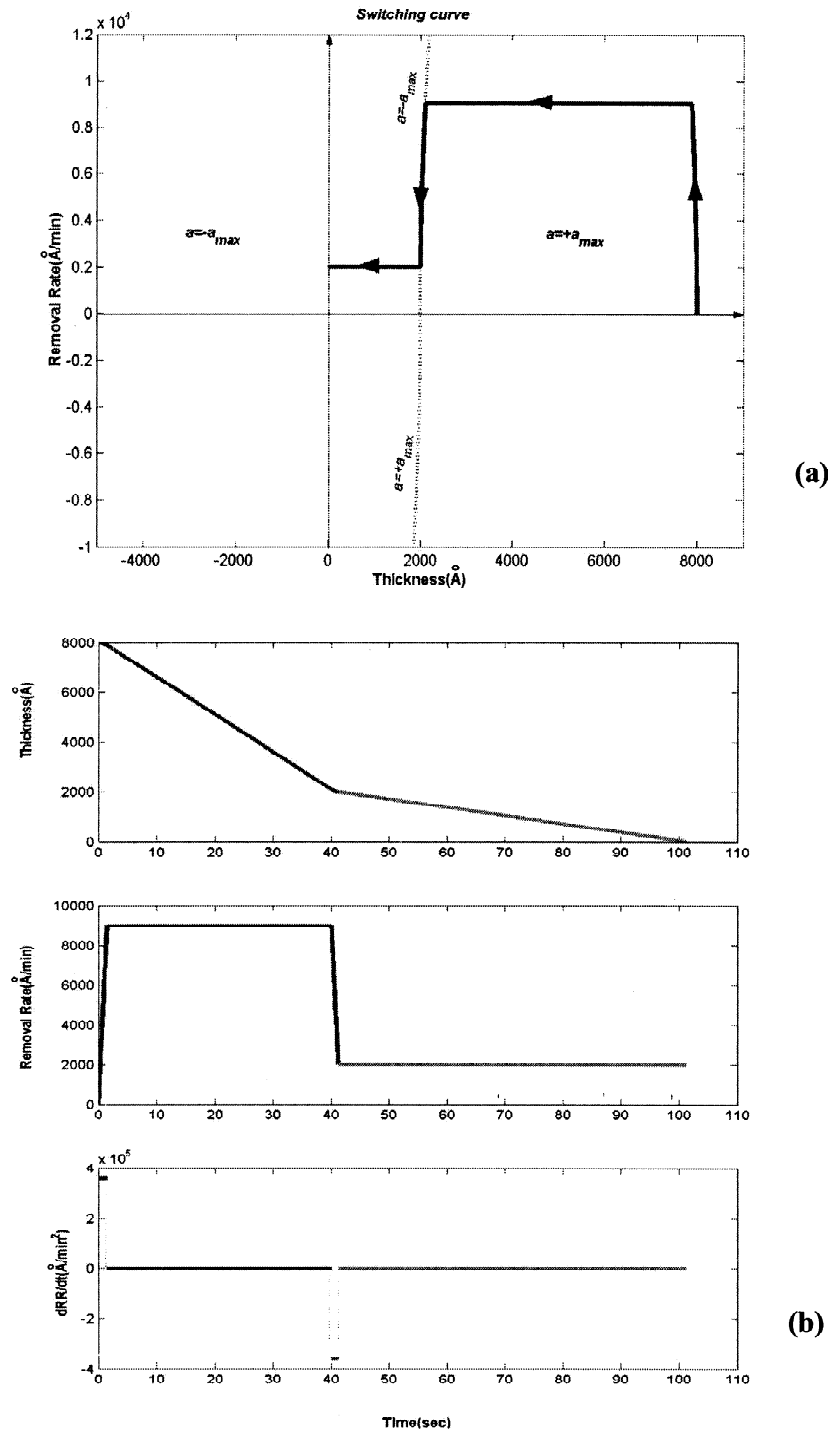 Switching curve
x 10⁴
1.2
1
0.8
0.6
0.4
0.2
0
-0.2
-0.4
-0.6
-0.8
-1
Removal Rate(Å/min)
a=-a_max
a=-a_max
a=+a_max
a=+a_max
-4000 -2000 0 2000 4000 6000 8000
Thickness(Å)
(a)
8000
6000
4000
2000
0
Thickness(Å)
0 10 20 30 40 50 60 70 80 90 100 110
10000
8000
6000
4000
2000
0
Removal Rate(Å/min)
0 10 20 30 40 50 60 70 80 90 100 110
x 10⁵
4
2
0
-2
-4
dRR/dt(Å/min²)
0 10 20 30 40 50 60 70 80 90 100 110
Time(sec)
(b)